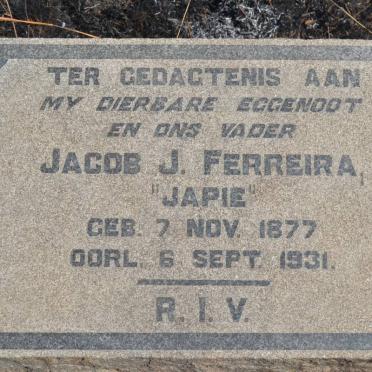 TER GEDACTENIS AAN
MY DIERBARE EGGENOOT
EN ONS VADER
JACOB J. FERREIRA,
"JAPIE"
GEB. 7 NOV. 1877
OORL. 6 SEPT. 1931.
R. I. V.